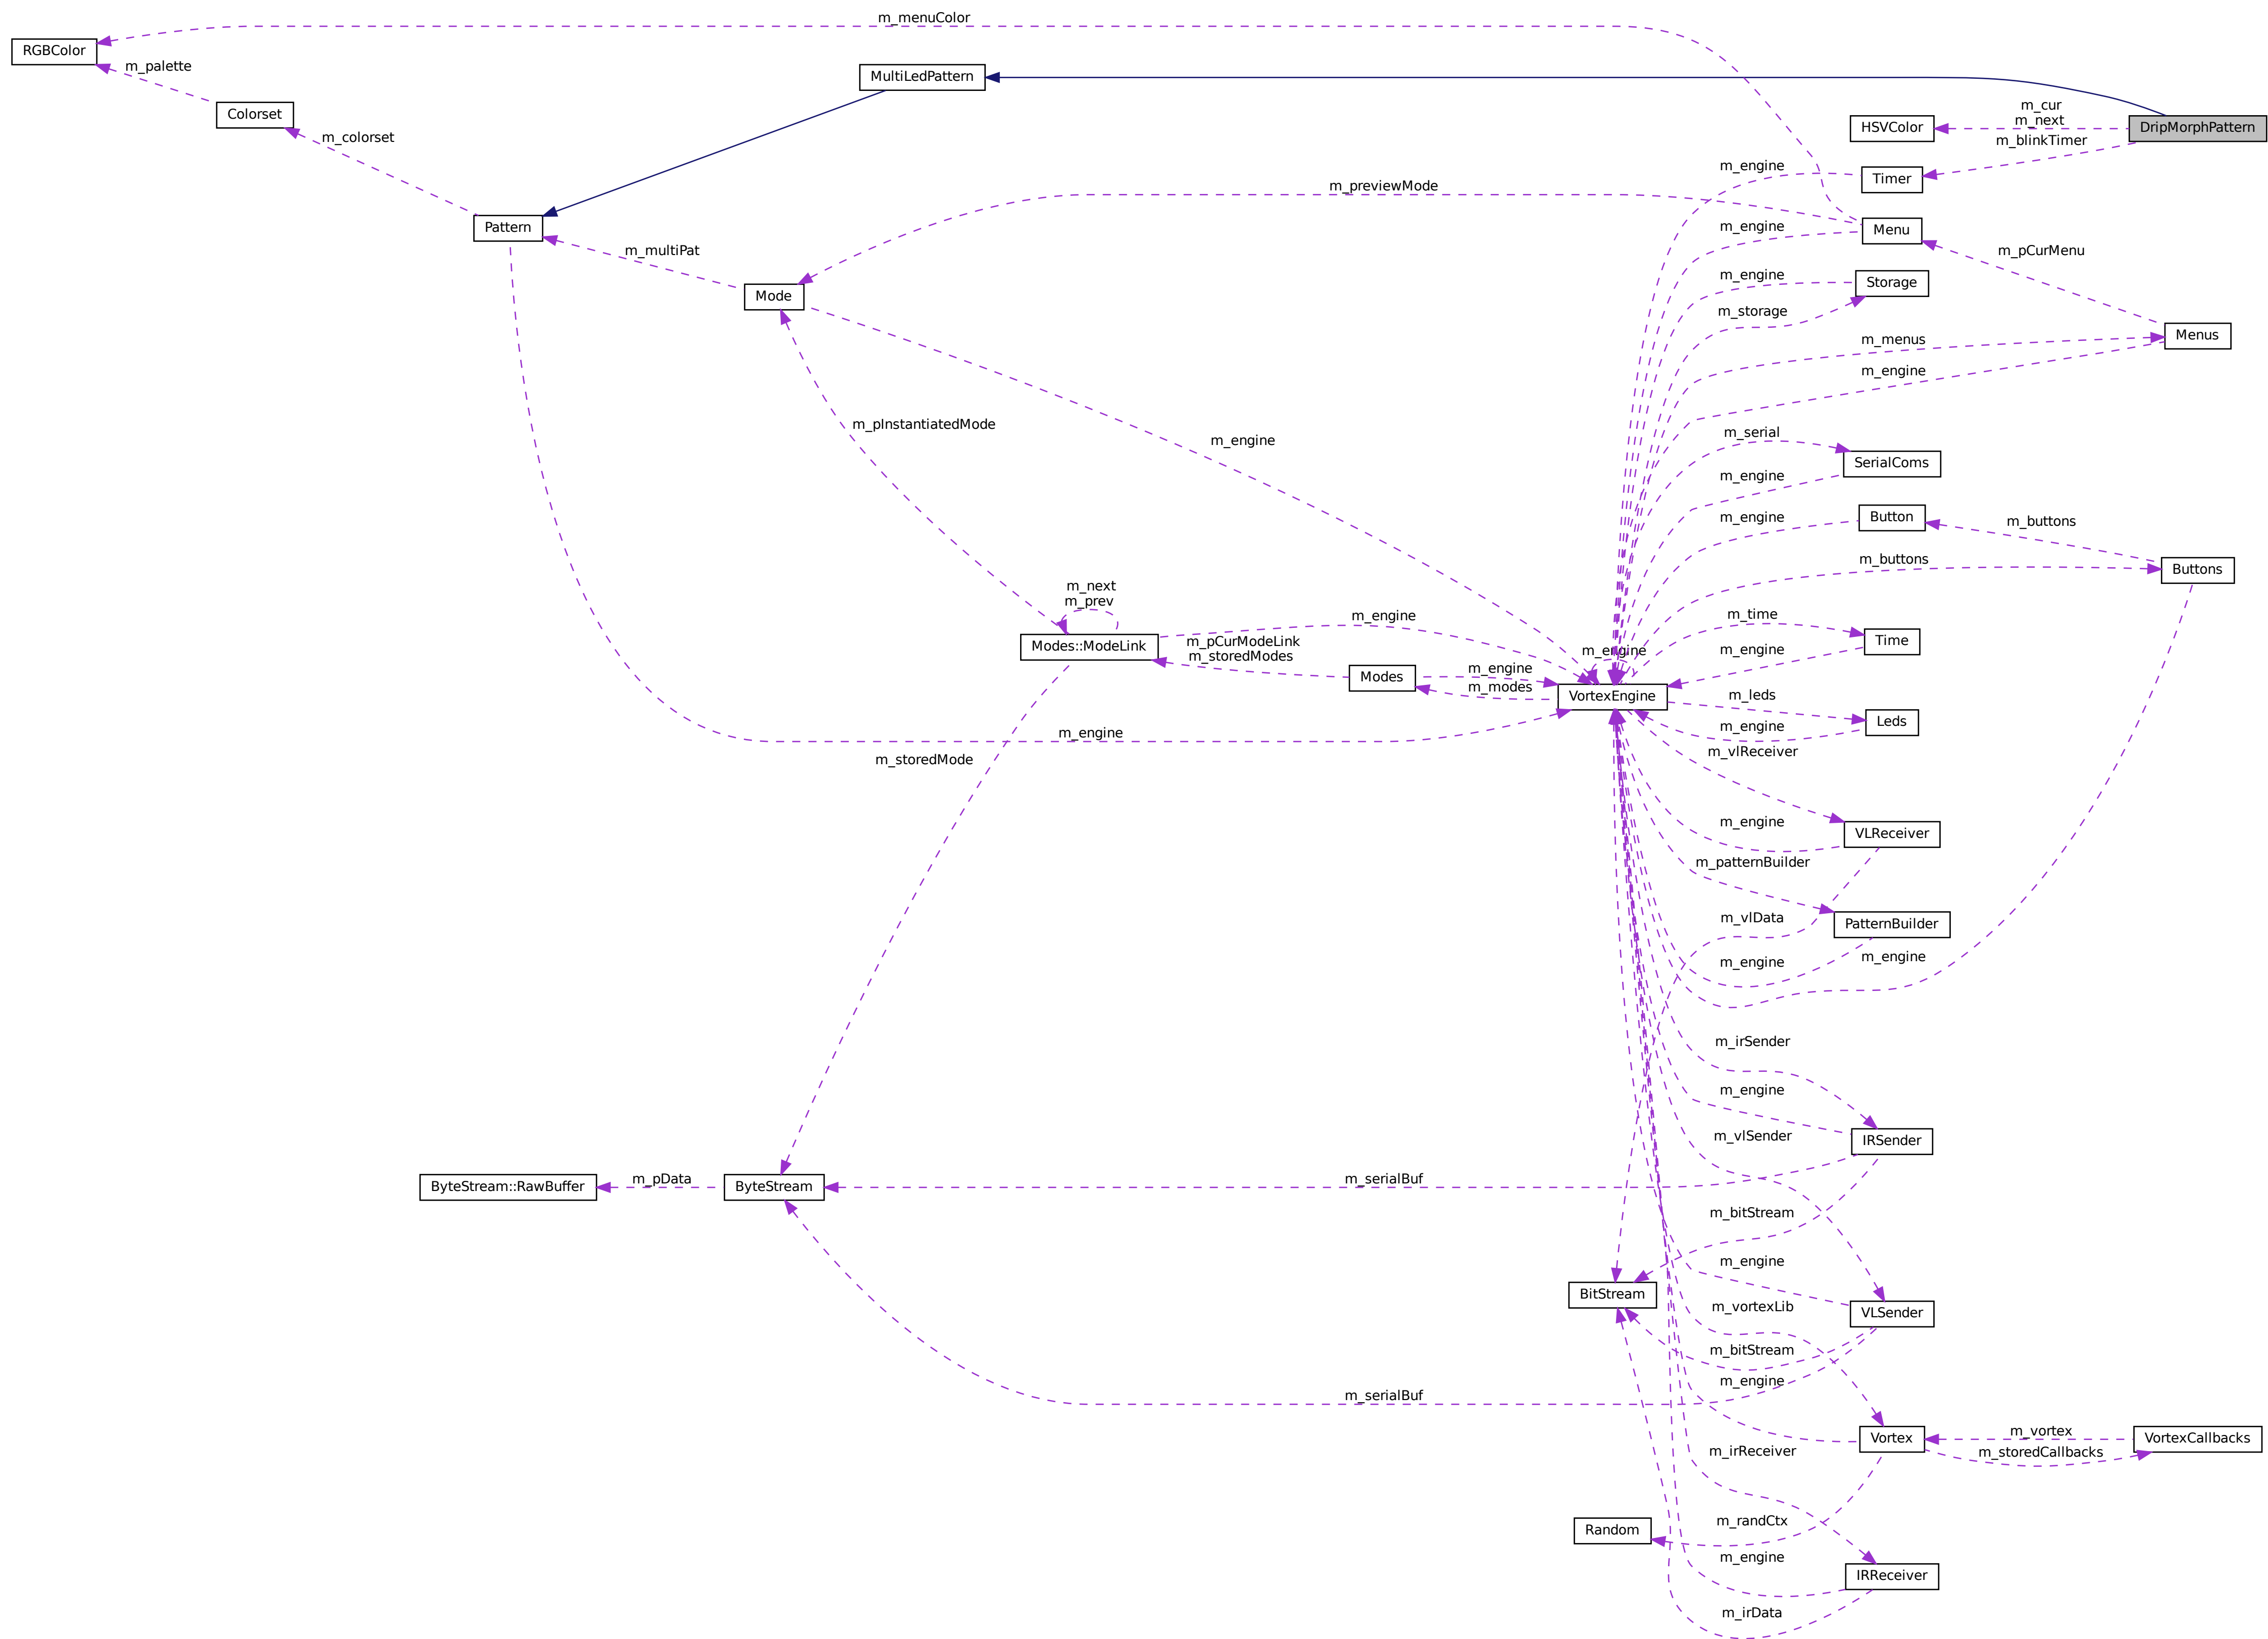 m_menuColor
RGBColor
m_palette
MultiLedPattern
Colorset
m_cur
m_next
HSVColor
DripMorphPattern
m_colorset
m_blinkTimer
m_engine
Timer
m_previewMode
Pattern
m_engine
Menu
m_multiPat
m_pCurMenu
m_engine
Storage
Mode
m_storage
Menus
m_menus
m_engine
m_pInstantiatedMode
m_engine
m_serial
SerialComs
m_engine
m_engine
Button
m_buttons
m_buttons
Buttons
m_next
m_prev
m_engine
m_time
Modes::ModeLink
m_pCurModeLink
m_storedModes
m_engine
Time
m_engine
m_engine
Modes
m_modes
VortexEngine
m_leds
Leds
m_engine
m_engine
m_vlReceiver
m_storedMode
m_engine
VLReceiver
m_patternBuilder
m_vlData
PatternBuilder
m_engine
m_engine
m_irSender
m_engine
m_vlSender
IRSender
ByteStream::RawBuffer
m_pData
ByteStream
m_serialBuf
m_bitStream
m_engine
BitStream
m_vortexLib
VLSender
m_bitStream
m_engine
m_serialBuf
m_vortex
Vortex
VortexCallbacks
m_irReceiver
m_storedCallbacks
m_randCtx
Random
m_engine
IRReceiver
m_irData